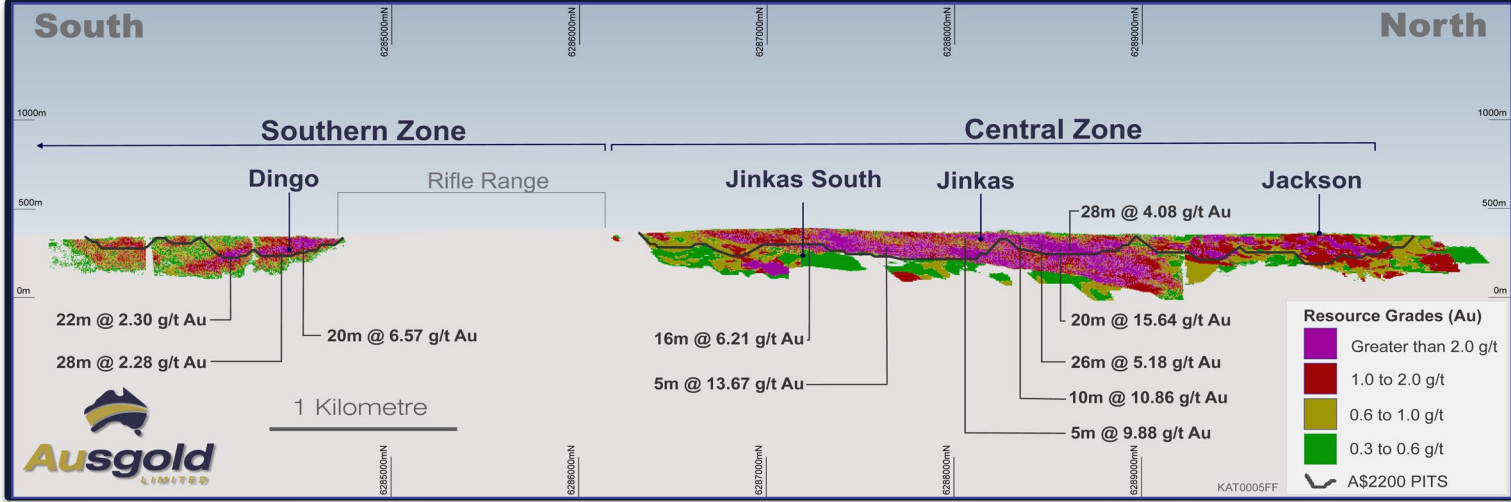 South
North
6285000mN
6286000mN
6287000mN
6288000mN
6289000mN
1000m
1000m
Southern Zone
Central Zone
Dingo
Rifle Range
Jinkas South
Jinkas
Jackson
500m
500m
28m @ 4.08 g/t Au
0m
0m
22m @ 2.30 g/t Au
20m @ 6.57 g/t Au
28m @ 2.28 g/t Au
16m @ 6.21 g/t Au
5m @ 13.67 g/t Au
20m @ 15.64 g/t Au
26m @ 5.18 g/t Au
10m @ 10.86 g/t Au
5m @ 9.88 g/t Au
Resource Grades (Au)
Greater than 2.0 g/t
1.0 to 2.0 g/t
0.6 to 1.0 g/t
0.3 to 0.6 g/t
A$2200 PITS
1 Kilometre
Ausgold
LIMITED
6285000mN
6286000mN
6287000mN
6288000mN
6289000mN
KAT0005FF